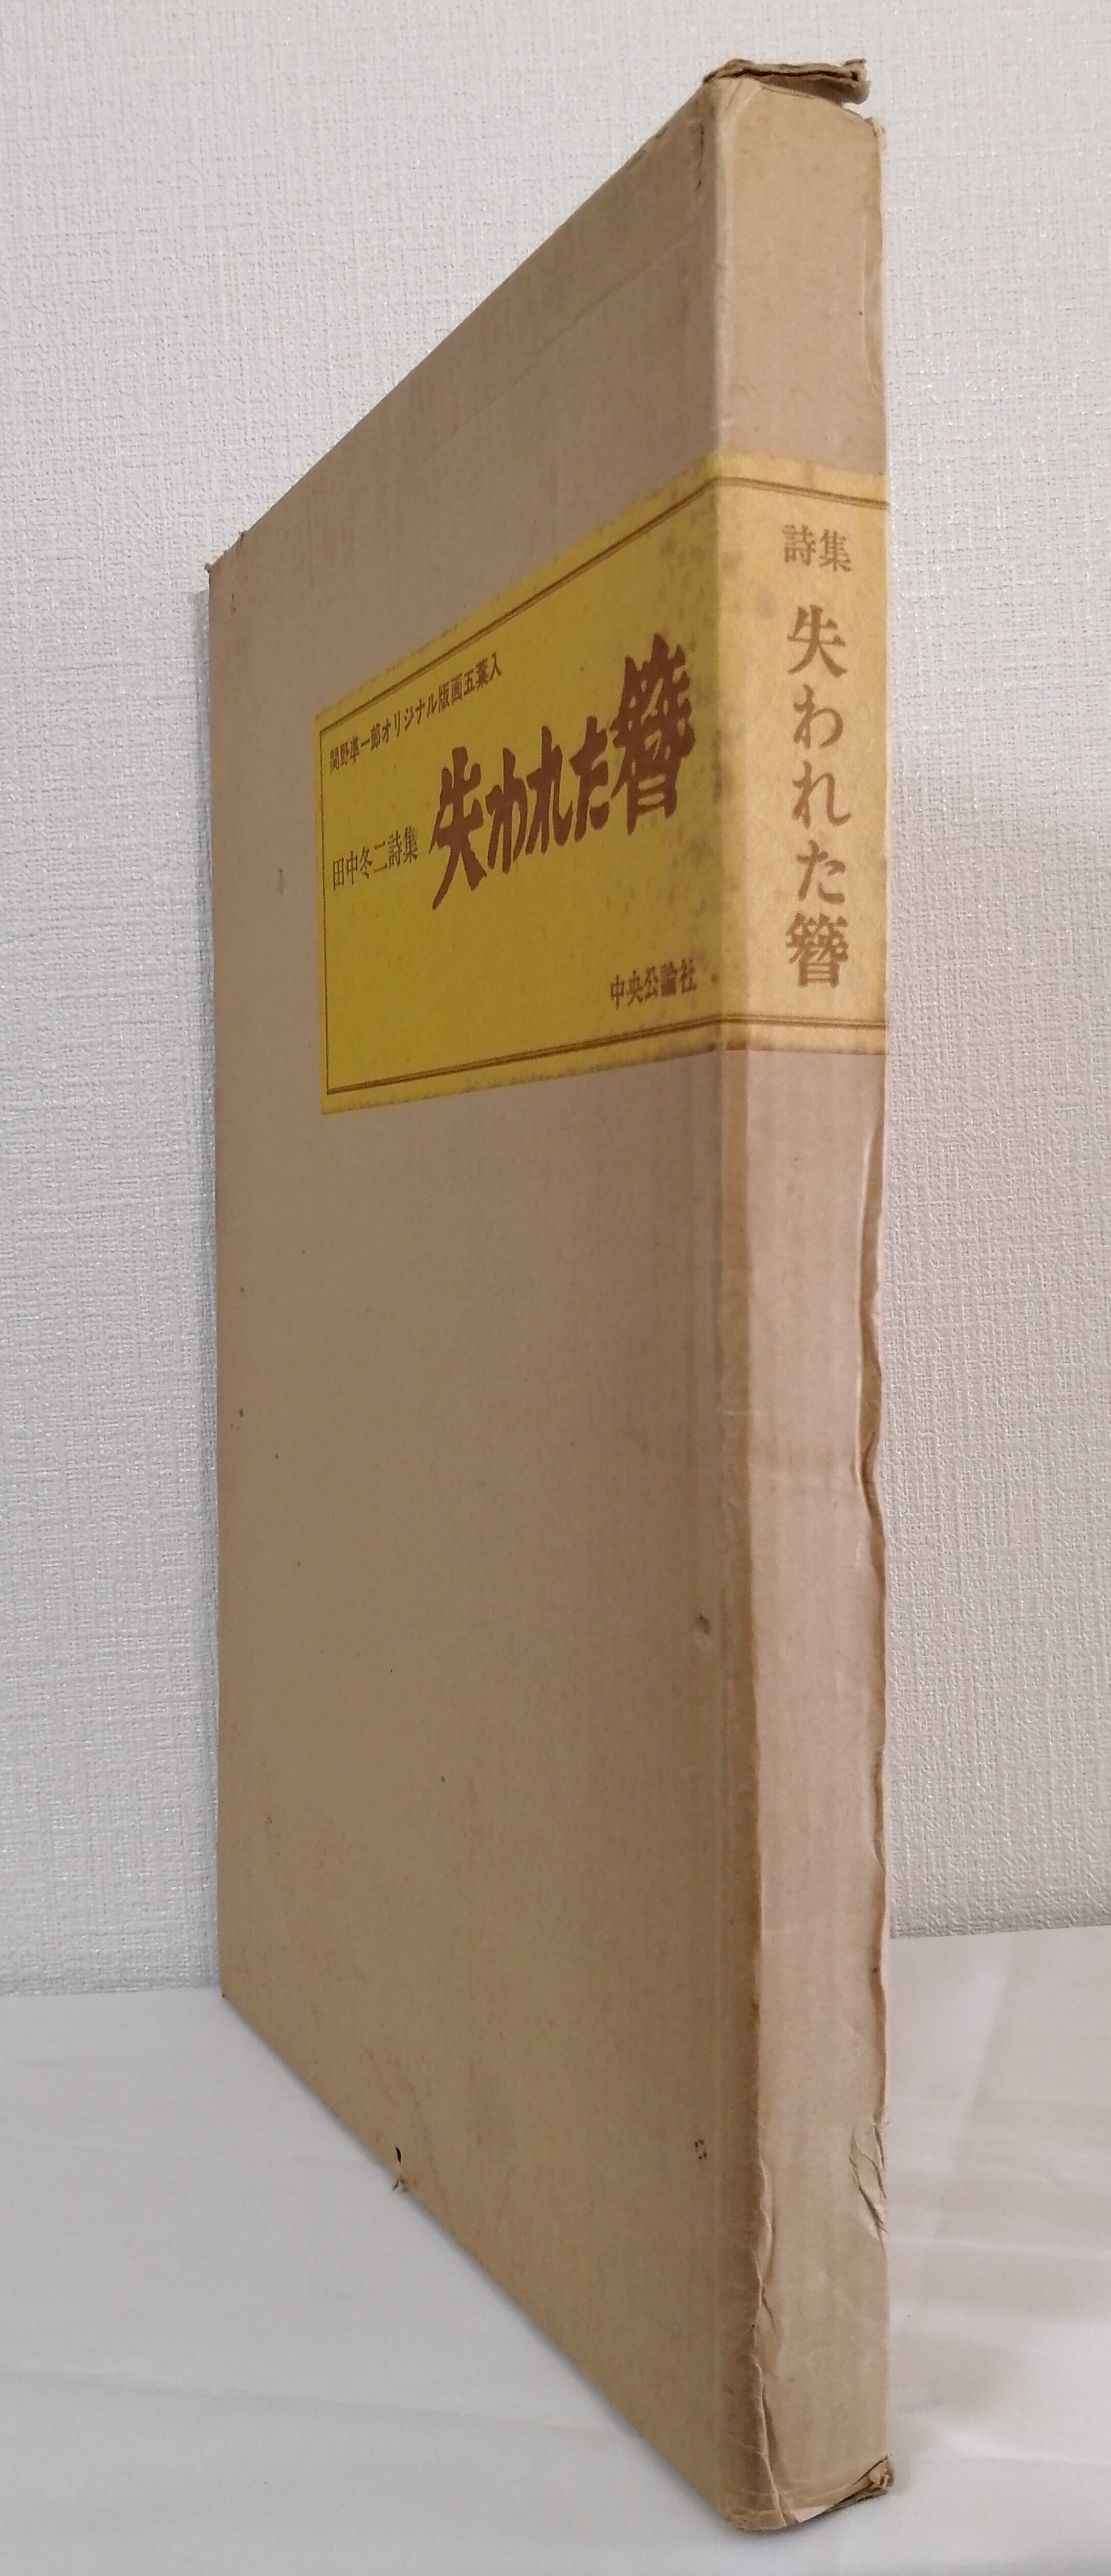 関野準一郎オリジナル版画五葉入
失われた簪
田中冬二詩集
中央公論社
詩集 失われた簪